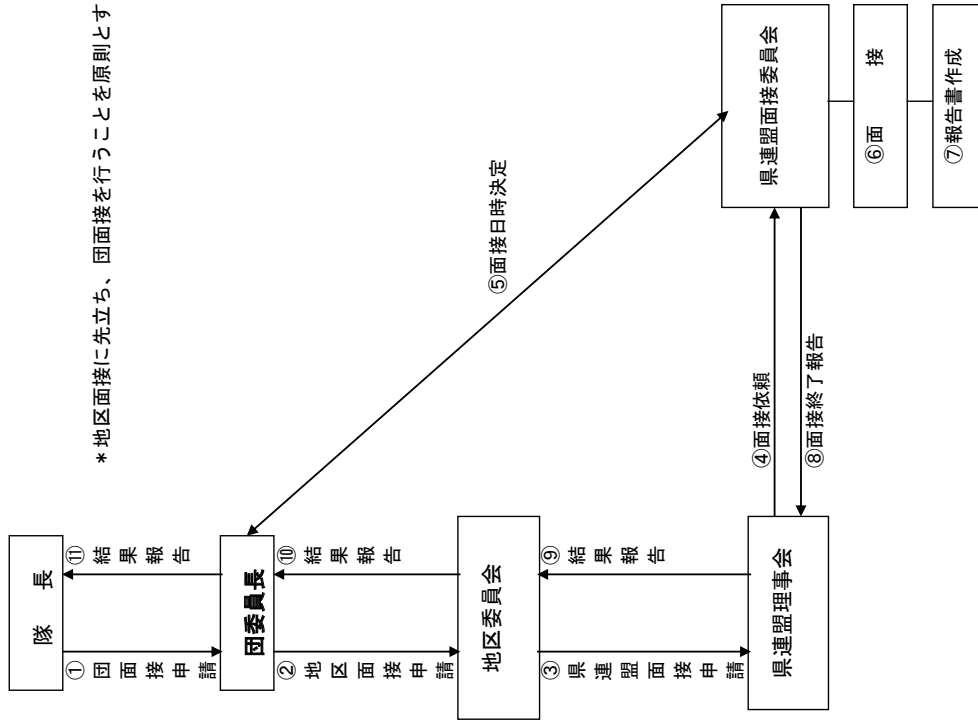 ＊地区面接に先立ち、団面接を行うことを原則とす
隊　長
①団面接申請
⑪結果報告
団委員長
②地区面接申請
⑩結果報告
地区委員会
③県連盟面接申請
⑨結果報告
県連盟理事会
④面接依頼
⑧面接終了報告
⑤面接日時決定
県連盟面接委員会
⑥面　接
⑦報告書作成